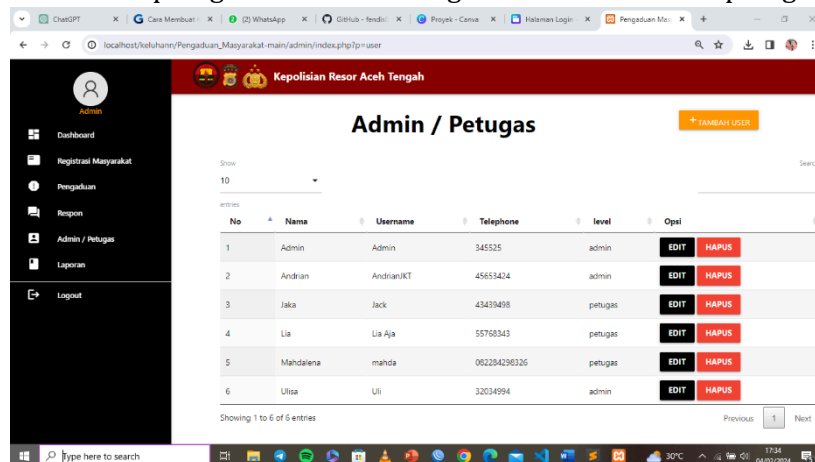 ChatGPT
Cara Membuat
(2) WhatsApp
GitHub - fendis
Proyek - Canva
Halaman Login
Pengaduan Mas
localhost/keluhann/Pengaduan_Masyarakat-main/admin/index.php?p=user
Kepolisian Resor Aceh Tengah
Admin
Dashboard
Registrasi Masyarakat
Pengaduan
Respon
Admin / Petugas
Laporan
Logout
Admin / Petugas
+ TAMBAH USER
Show
10
entries
Searc
No Nama Username Telephone level Opsi
1 Admin Admin 345525 admin EDIT HAPUS
2 Andrian AndrianJKT 45653424 admin EDIT HAPUS
3 Jaka Jack 43439498 petugas EDIT HAPUS
4 Lia Lia Aja 55768343 petugas EDIT HAPUS
5 Mahdalena mahda 082284298326 petugas EDIT HAPUS
6 Ulisa Uli 32034994 admin EDIT HAPUS
Showing 1 to 6 of 6 entries
Previous 1 Next
Type here to search
30°C
17:34
04/02/2024